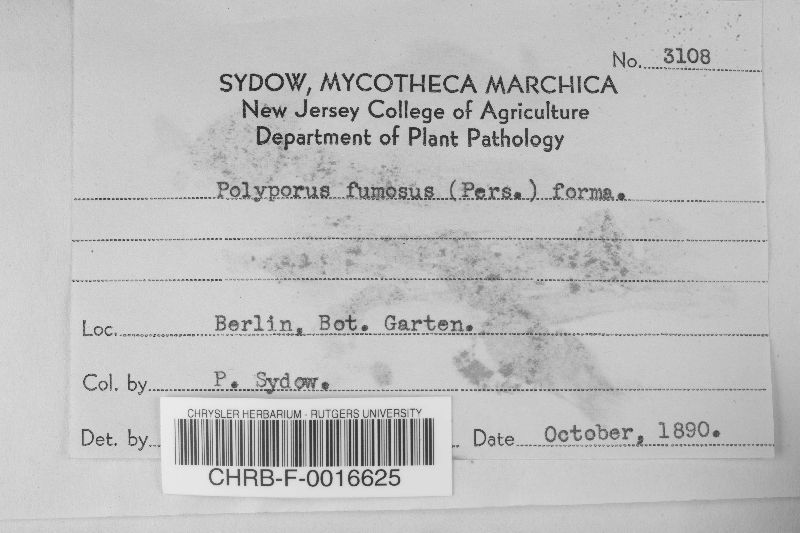 No. 3108
SYDOW, MYCOTHECA MARCHICA
New Jersey College of Agriculture
Department of Plant Pathology
Polyporus fumosus (Pers.) forma.
Loc. Berlin, Bot. Garten.
Col. by P. Sydow.
Det. by
Date October, 1890.
CHRYSLER HERBARIUM - RUTGERS UNIVERSITY
CHRB-F-0016625